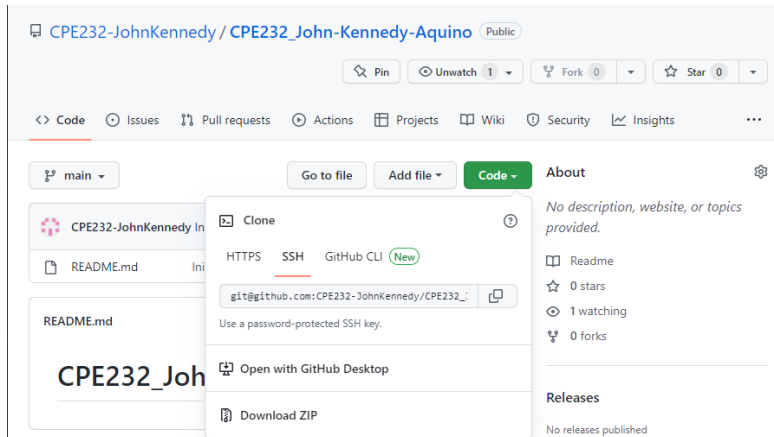 CPE232-JohnKennedy / CPE232_John-Kennedy-Aquino Public
Pin Unwatch 1 Fork 0 Star 0
<> Code Issues Pull requests Actions Projects Wiki Security Insights ...
main Go to file Add file Code
CPE232-JohnKennedy In
README.md Ini
README.md
CPE232_Joh
Clone
HTTPS SSH GitHub CLI New
git@github.com:CPE232-JohnKennedy/CPE232_
Use a password-protected SSH key.
Open with GitHub Desktop
Download ZIP
About
No description, website, or topics
provided.
Readme
0 stars
1 watching
0 forks
Releases
No releases published